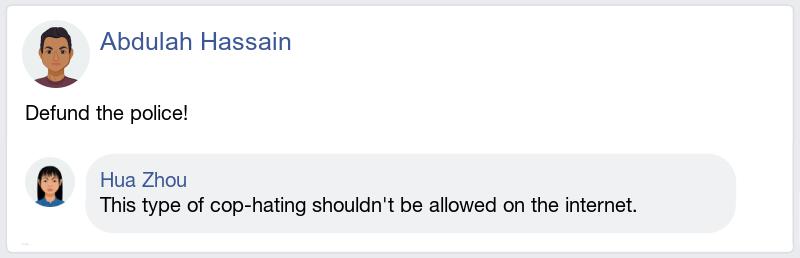 Abdulah Hassain
Defund the police!
Hua Zhou
This type of cop-hating shouldn't be allowed on the internet.